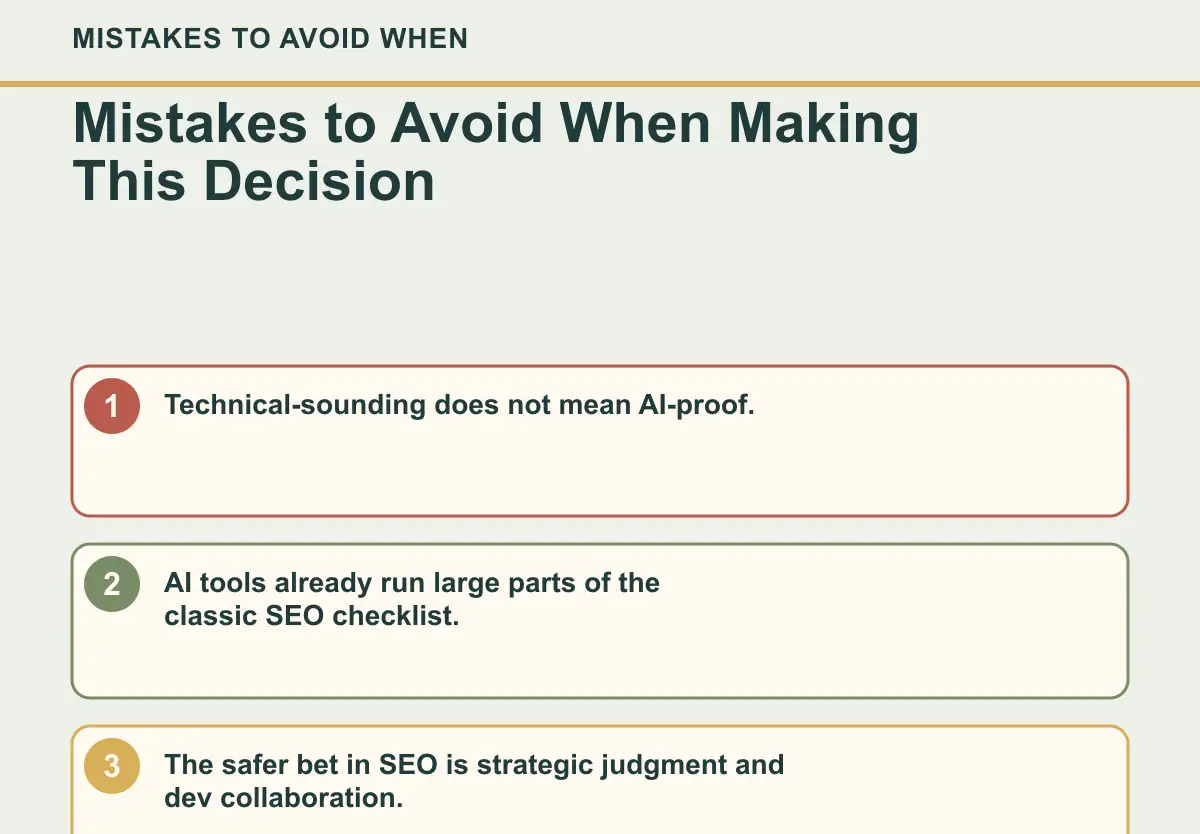 MISTAKES TO AVOID WHEN
Mistakes to Avoid When Making
This Decision
1
Technical-sounding does not mean AI-proof.
2
AI tools already run large parts of the
classic SEO checklist.
3
The safer bet in SEO is strategic judgment and
dev collaboration.